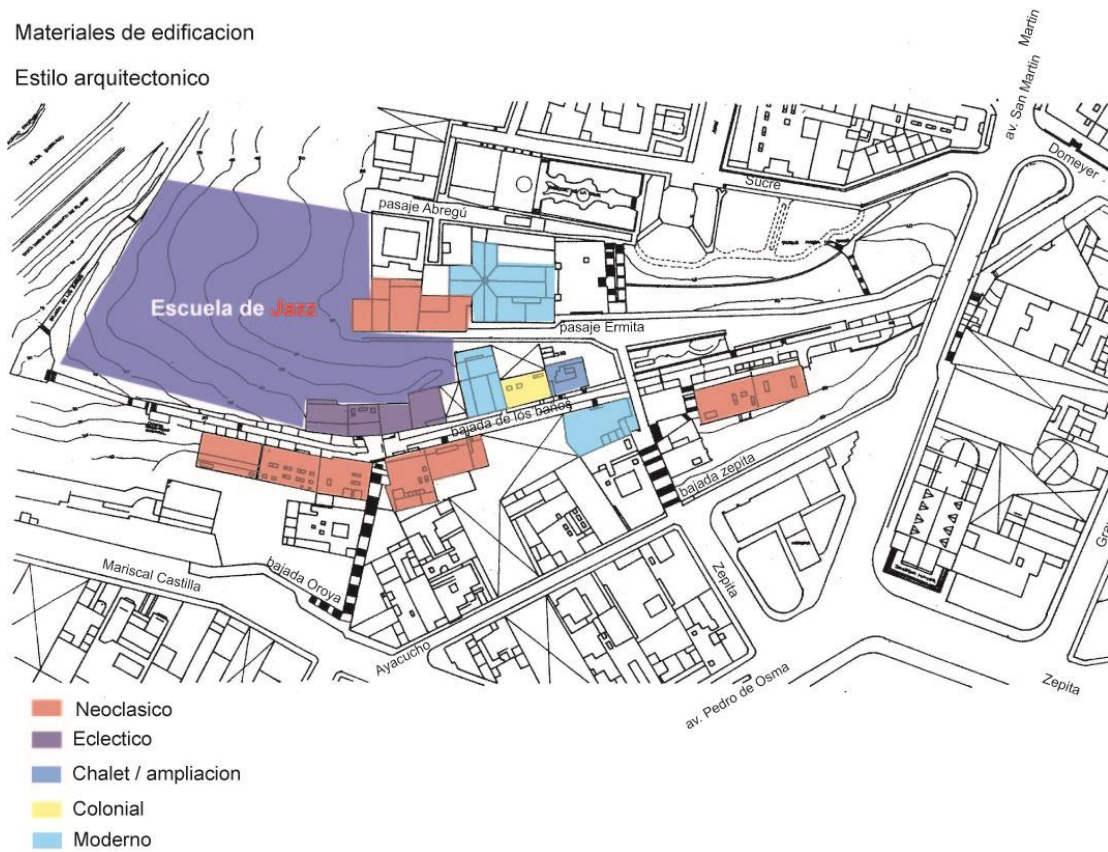 Materiales de edificacion
Estilo arquitectonico
av. San Martin
Martin
Domeyer
Sucre
pasaje Abregú
Escuela de Jazz
pasaje Ermita
bajada de los baños
bajada zepita
Mariscal Castilla
bajada Oroya
Ayacucho
Zepita
av. Pedro de Osma
Zepita
Gra
Neoclasico
Eclectico
Chalet / ampliacion
Colonial
Moderno